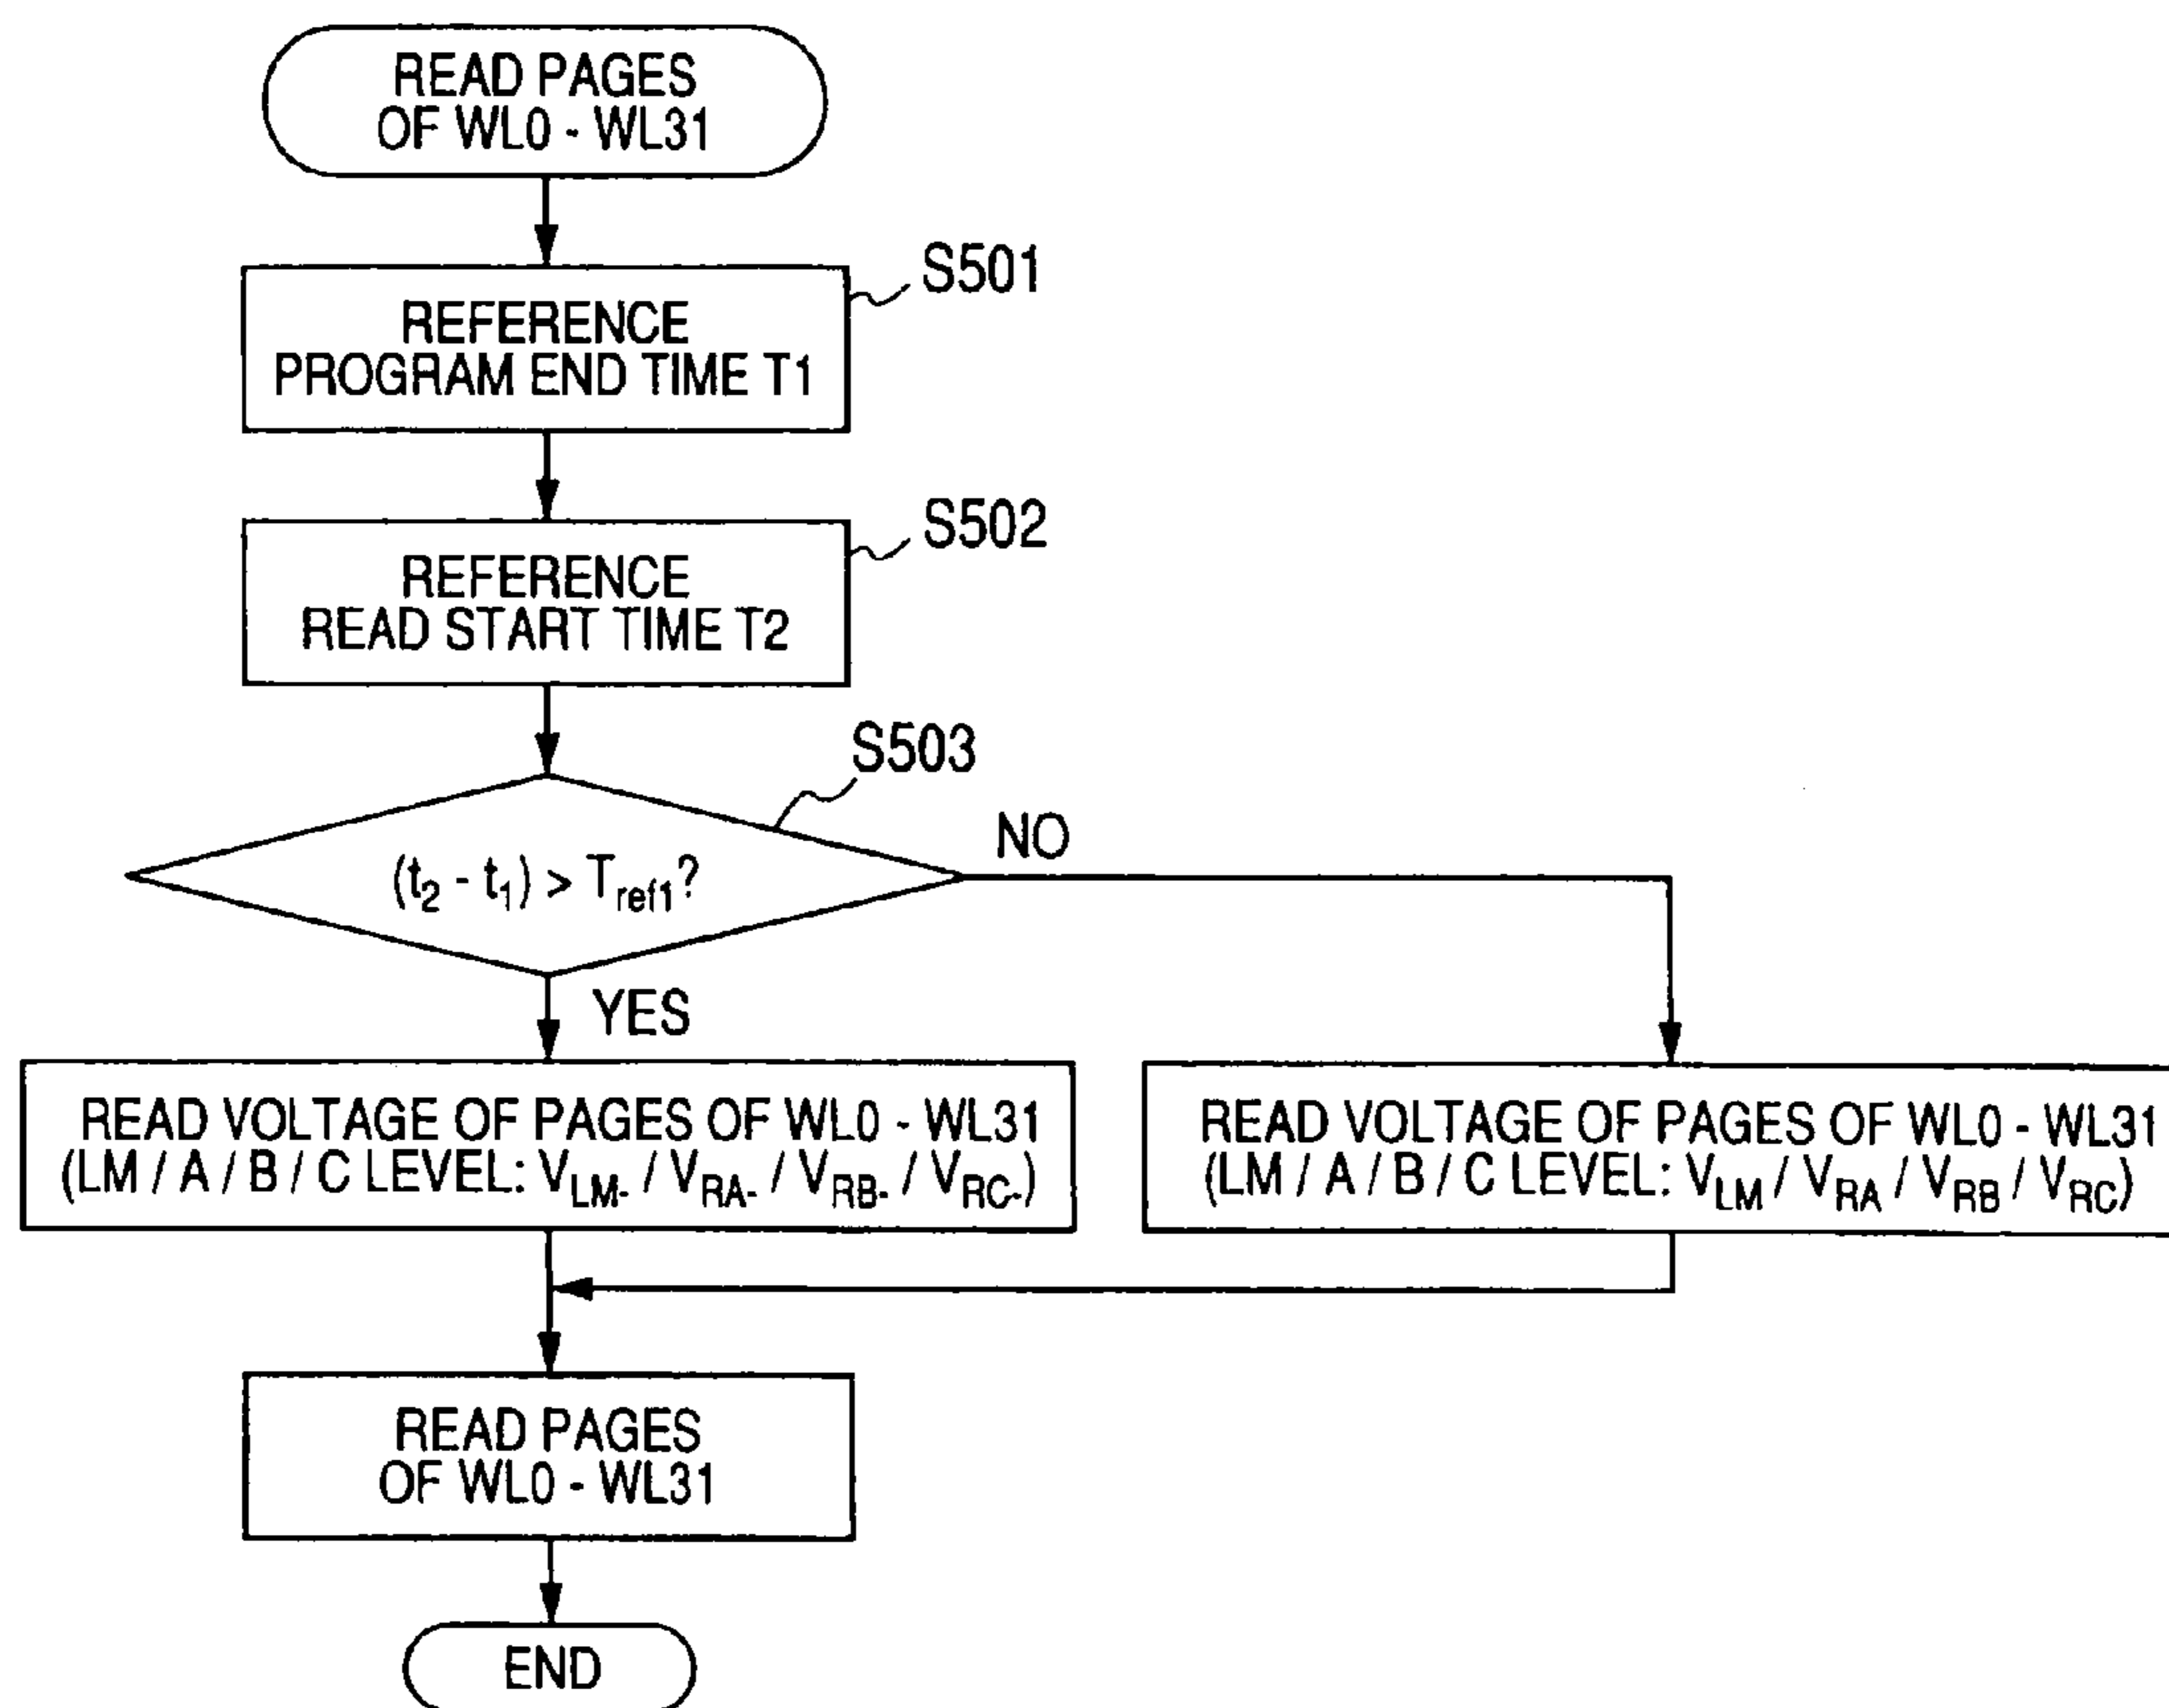 READ PAGES
OF WL0 - WL31
S501
REFERENCE
PROGRAM END TIME T1
S502
REFERENCE
READ START TIME T2
S503
(t2 - t1) > Tref1?
NO
YES
READ VOLTAGE OF PAGES OF WL0 - WL31
(LM / A / B / C LEVEL: VLM- / VRA- / VRB- / VRC-)
READ VOLTAGE OF PAGES OF WL0 - WL31
(LM / A / B / C LEVEL: VLM / VRA / VRB / VRC)
READ PAGES
OF WL0 - WL31
END